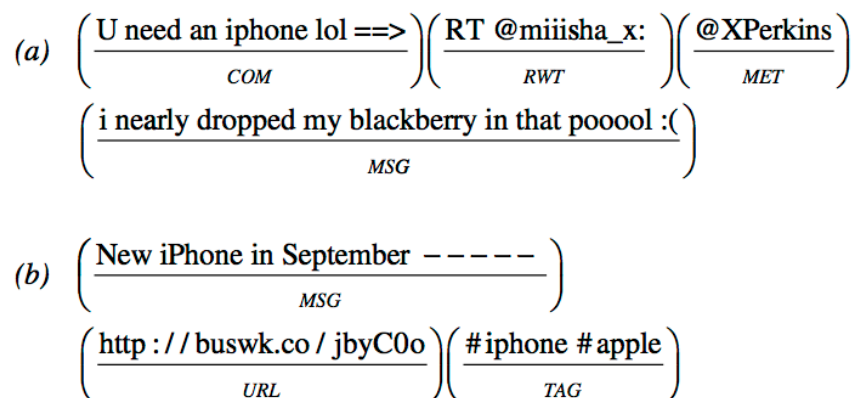 (a) (U need an iphone lol ==>)(RT @miiisha_x: )(@XPerkins)
COM RWT MET
(i nearly dropped my blackberry in that pooool :()
MSG
(b) (New iPhone in September -----)
MSG
(http://buswk.co/jbyC0o)(#iphone #apple)
URL TAG